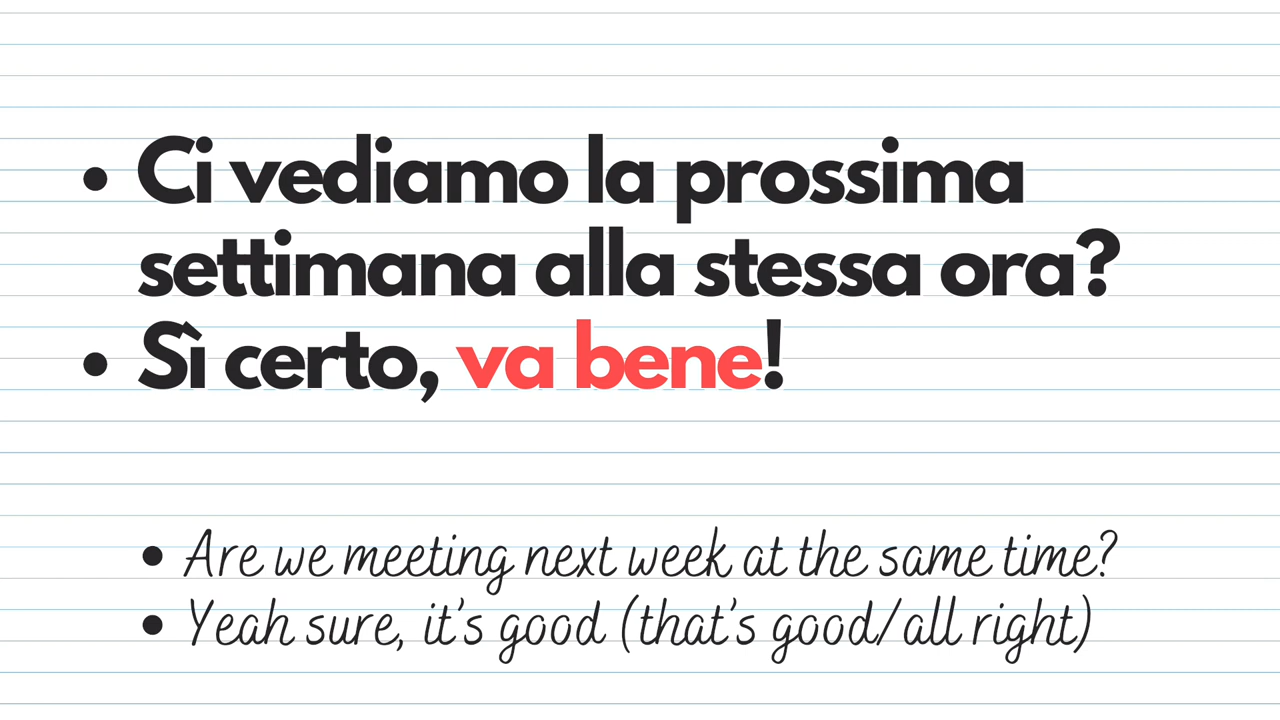 • Ci vediamo la prossima
settimana alla stessa ora?
• Sì certo, va bene!
• Are we meeting next week at the same time?
• Yeah sure, it's good (that's good/all right)